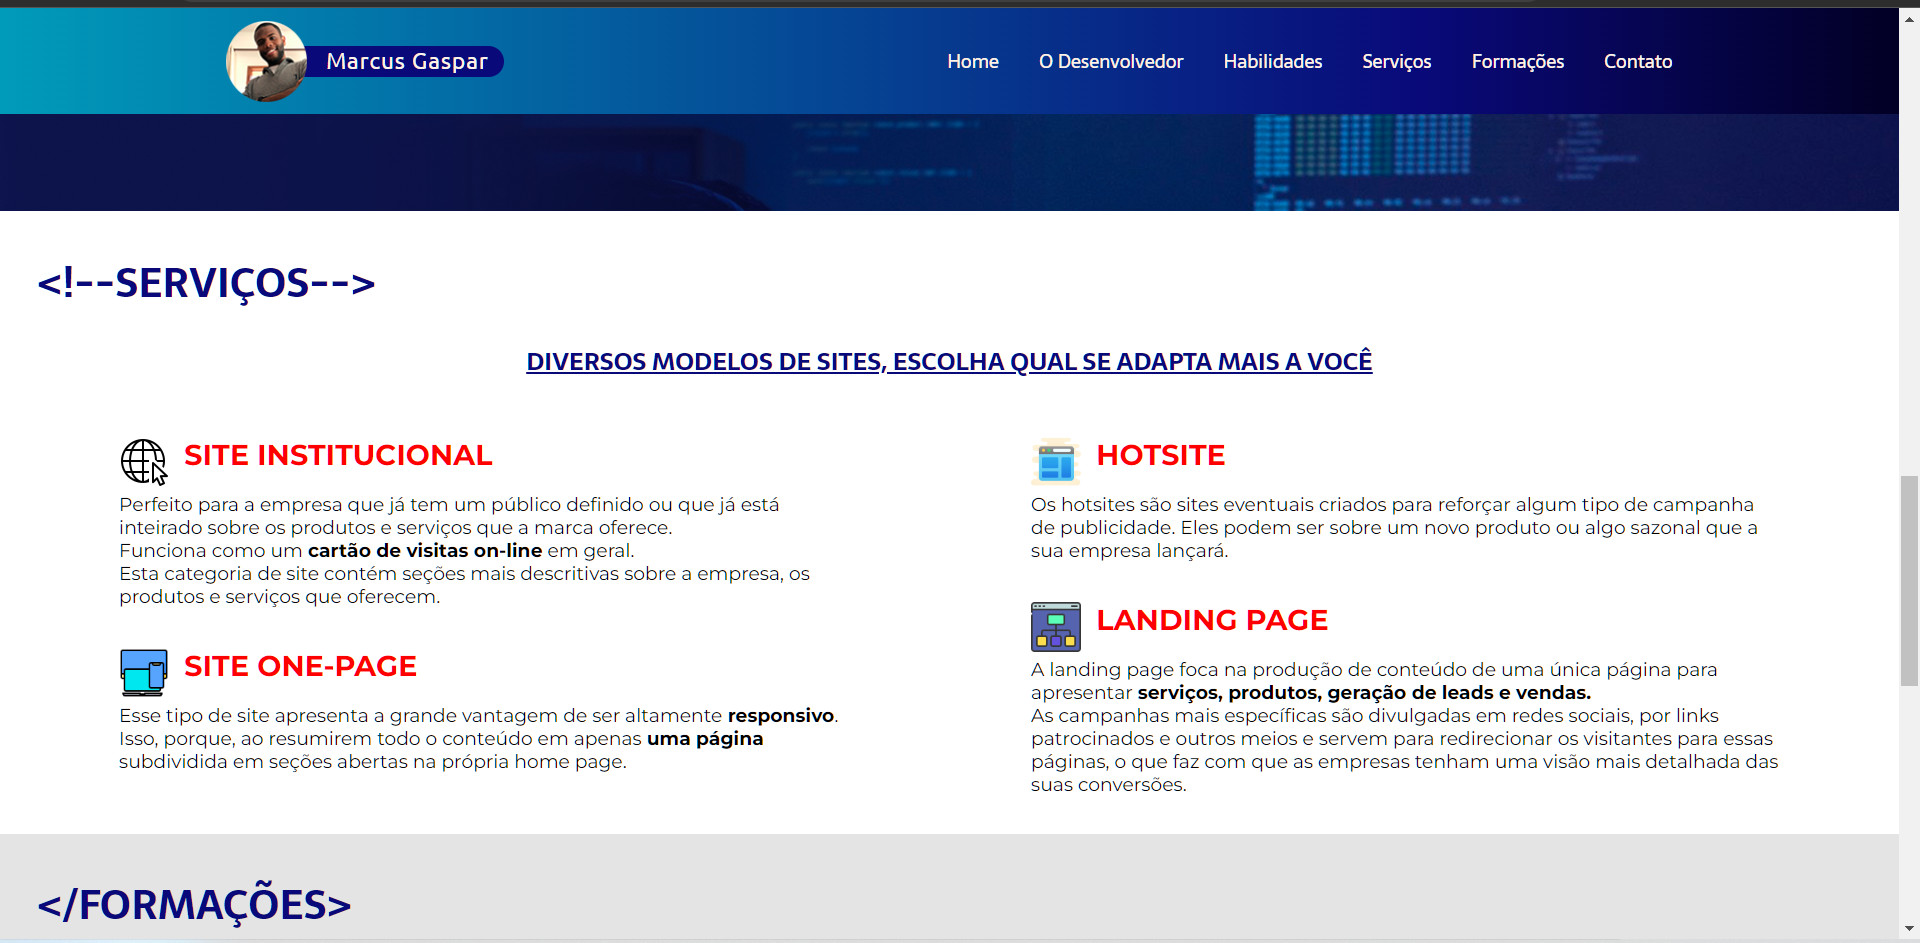 Marcus Gaspar
Home
O Desenvolvedor
Habilidades
Serviços
Formações
Contato
<!--SERVIÇOS-->
DIVERSOS MODELOS DE SITES, ESCOLHA QUAL SE ADAPTA MAIS A VOCÊ
SITE INSTITUCIONAL
Perfeito para a empresa que já tem um público definido ou que já está
inteirado sobre os produtos e serviços que a marca oferece.
Funciona como um cartão de visitas on-line em geral.
Esta categoria de site contém seções mais descritivas sobre a empresa, os
produtos e serviços que oferecem.
SITE ONE-PAGE
Esse tipo de site apresenta a grande vantagem de ser altamente responsivo.
Isso, porque, ao resumirem todo o conteúdo em apenas uma página
subdividida em seções abertas na própria home page.
HOTSITE
Os hotsites são sites eventuais criados para reforçar algum tipo de campanha
de publicidade. Eles podem ser sobre um novo produto ou algo sazonal que a
sua empresa lançará.
LANDING PAGE
A landing page foca na produção de conteúdo de uma única página para
apresentar serviços, produtos, geração de leads e vendas.
As campanhas mais específicas são divulgadas em redes sociais, por links
patrocinados e outros meios e servem para redirecionar os visitantes para essas
páginas, o que faz com que as empresas tenham uma visão mais detalhada das
suas conversões.
</FORMAÇÕES>